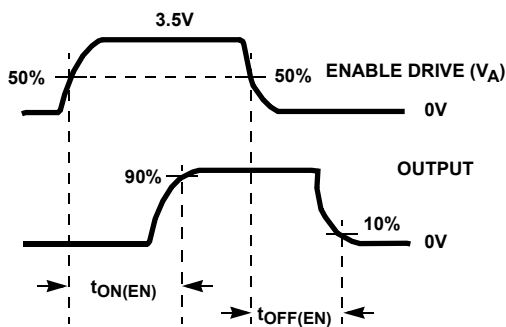 3.5V
50%
50%
ENABLE DRIVE (VA)
0V
OUTPUT
90%
10%
0V
tON(EN)
tOFF(EN)